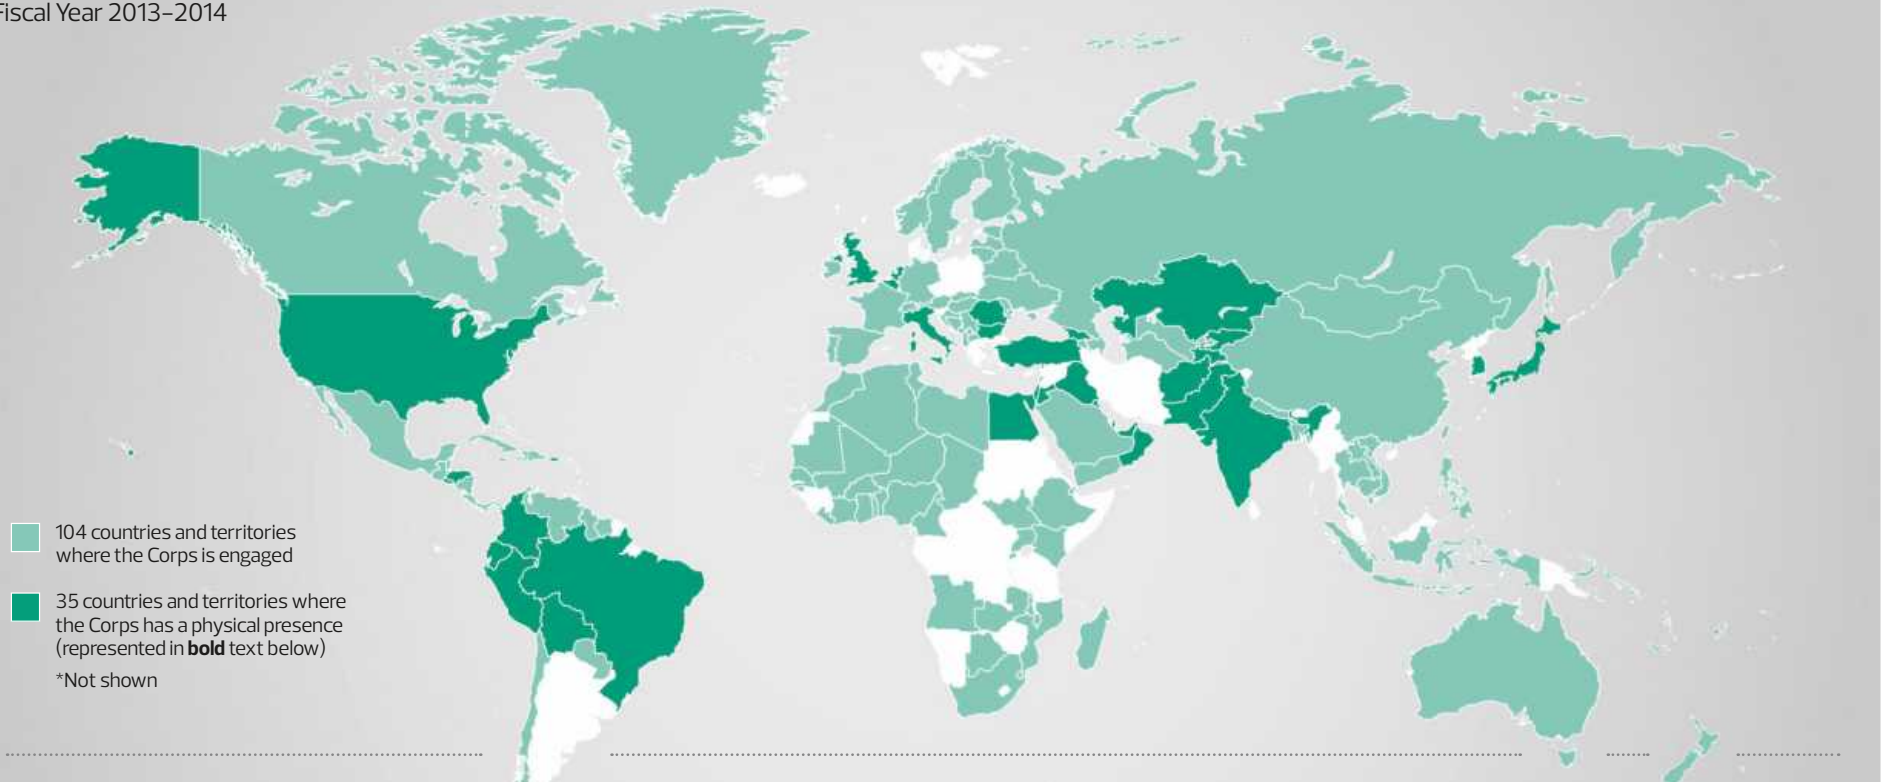 Fiscal Year 2013–2014
104 countries and territories
where the Corps is engaged
35 countries and territories where
the Corps has a physical presence
(represented in bold text below)
*Not shown